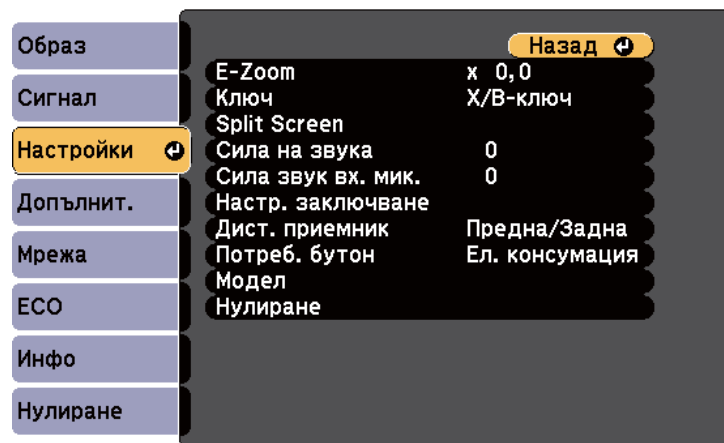 Образ
Сигнал
Настройки
Допълнит.
Мрежа
ECO
Инфо
Нулиране
Назад
E-Zoom x 0,0
Ключ Х/В-ключ
Split Screen
Сила на звука 0
Сила звук вх. мик. 0
Настр. заключване
Дист. приемник Предна/Задна
Потреб. бутон Ел. консумация
Модел
Нулиране